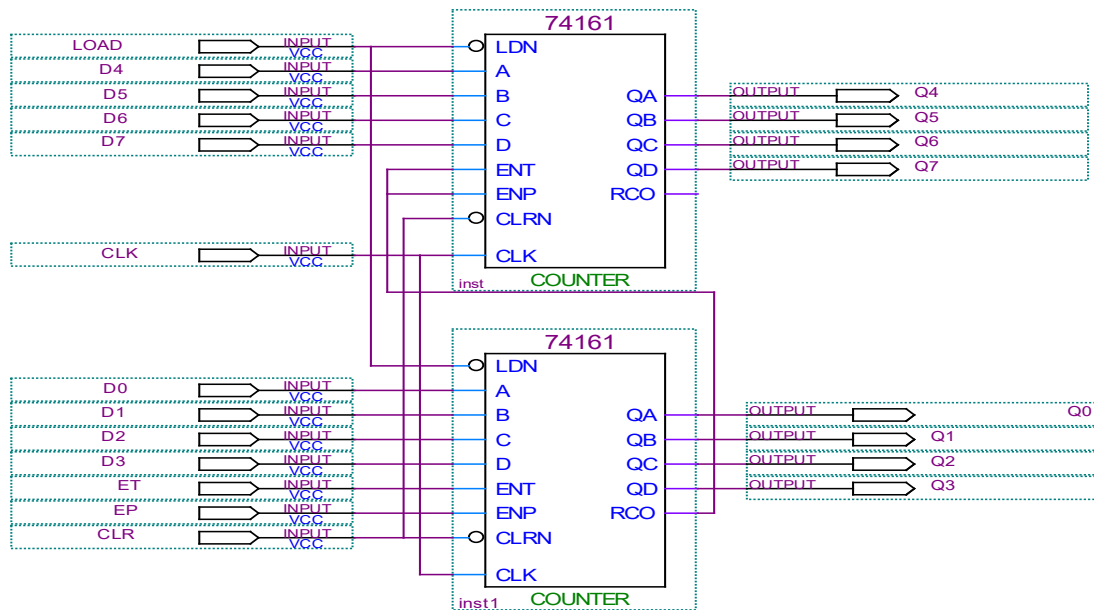 74161
LOAD INPUT VCC LDN
D4 INPUT VCC A
D5 INPUT VCC B QA OUTPUT Q4
D6 INPUT VCC C QB OUTPUT Q5
D7 INPUT VCC D QC OUTPUT Q6
ENT QD OUTPUT Q7
ENP RCO
CLRN
CLK INPUT VCC CLK
inst COUNTER
74161
LDN
D0 INPUT VCC A
D1 INPUT VCC B QA OUTPUT Q0
D2 INPUT VCC C QB OUTPUT Q1
D3 INPUT VCC D QC OUTPUT Q2
ET INPUT VCC ENT QD OUTPUT Q3
EP INPUT VCC ENP RCO
CLR INPUT VCC CLRN
CLK
inst1 COUNTER